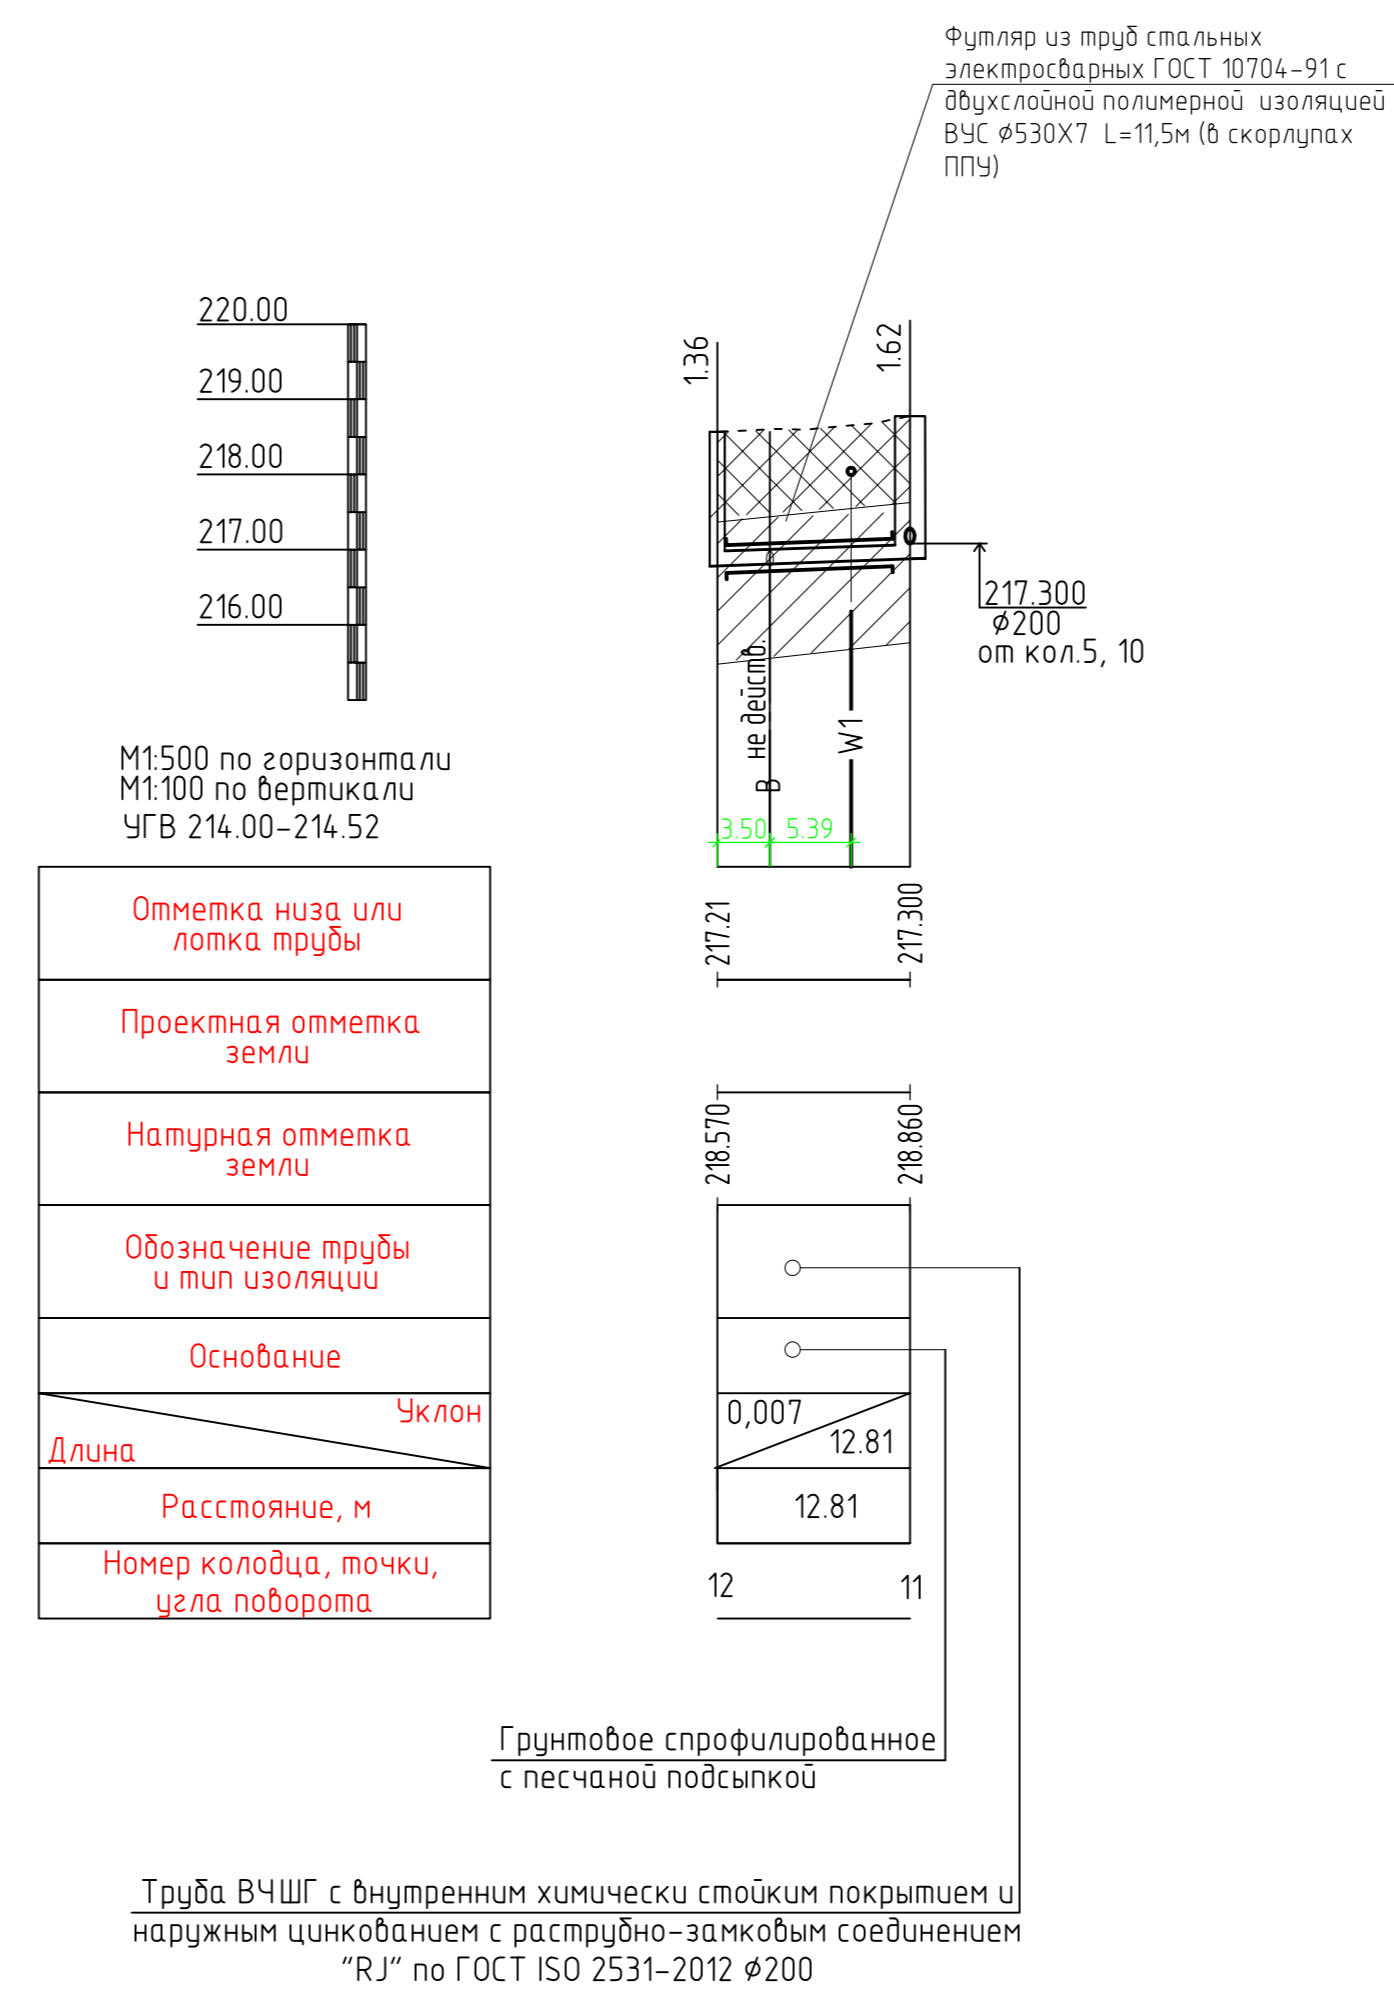 Футляр из труб стальных
электросварных ГОСТ 10704-91 с
двухслойной полимерной изоляцией
ВУС ⌀530Х7 L=11,5м (в скорлупах
ППУ)
220.00
219.00
218.00
217.00
216.00
1.36
1.62
217.300
⌀200
от кол.5, 10
не действ.
В
W1
3.50
5.39
М1:500 по горизонтали
М1:100 по вертикали
УГВ 214.00-214.52
Отметка низа или
лотка трубы
217.21
217.300
Проектная отметка
земли
Натурная отметка
земли
218.570
218.860
Обозначение трубы
и тип изоляции
Основание
Уклон
Длина
0,007
12.81
Расстояние, м
12.81
Номер колодца, точки,
угла поворота
12
11
Грунтовое спрофилированное
с песчаной подсыпкой
Труба ВЧШГ с внутренним химически стойким покрытием и
наружным цинкованием с раструбно-замковым соединением
"RJ" по ГОСТ ISO 2531-2012 ⌀200